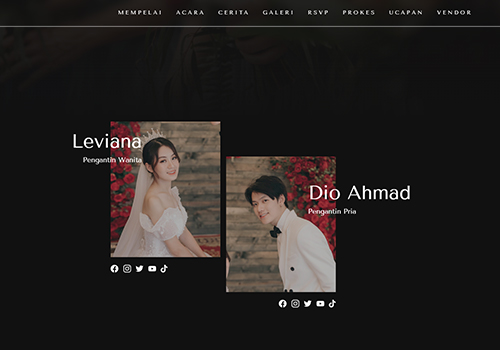 MEMPELAI ACARA CERITA GALERI RSVP PROKES UCAPAN VENDOR
Leviana
Pengantin Wanita
Dio Ahmad
Pengantin Pria